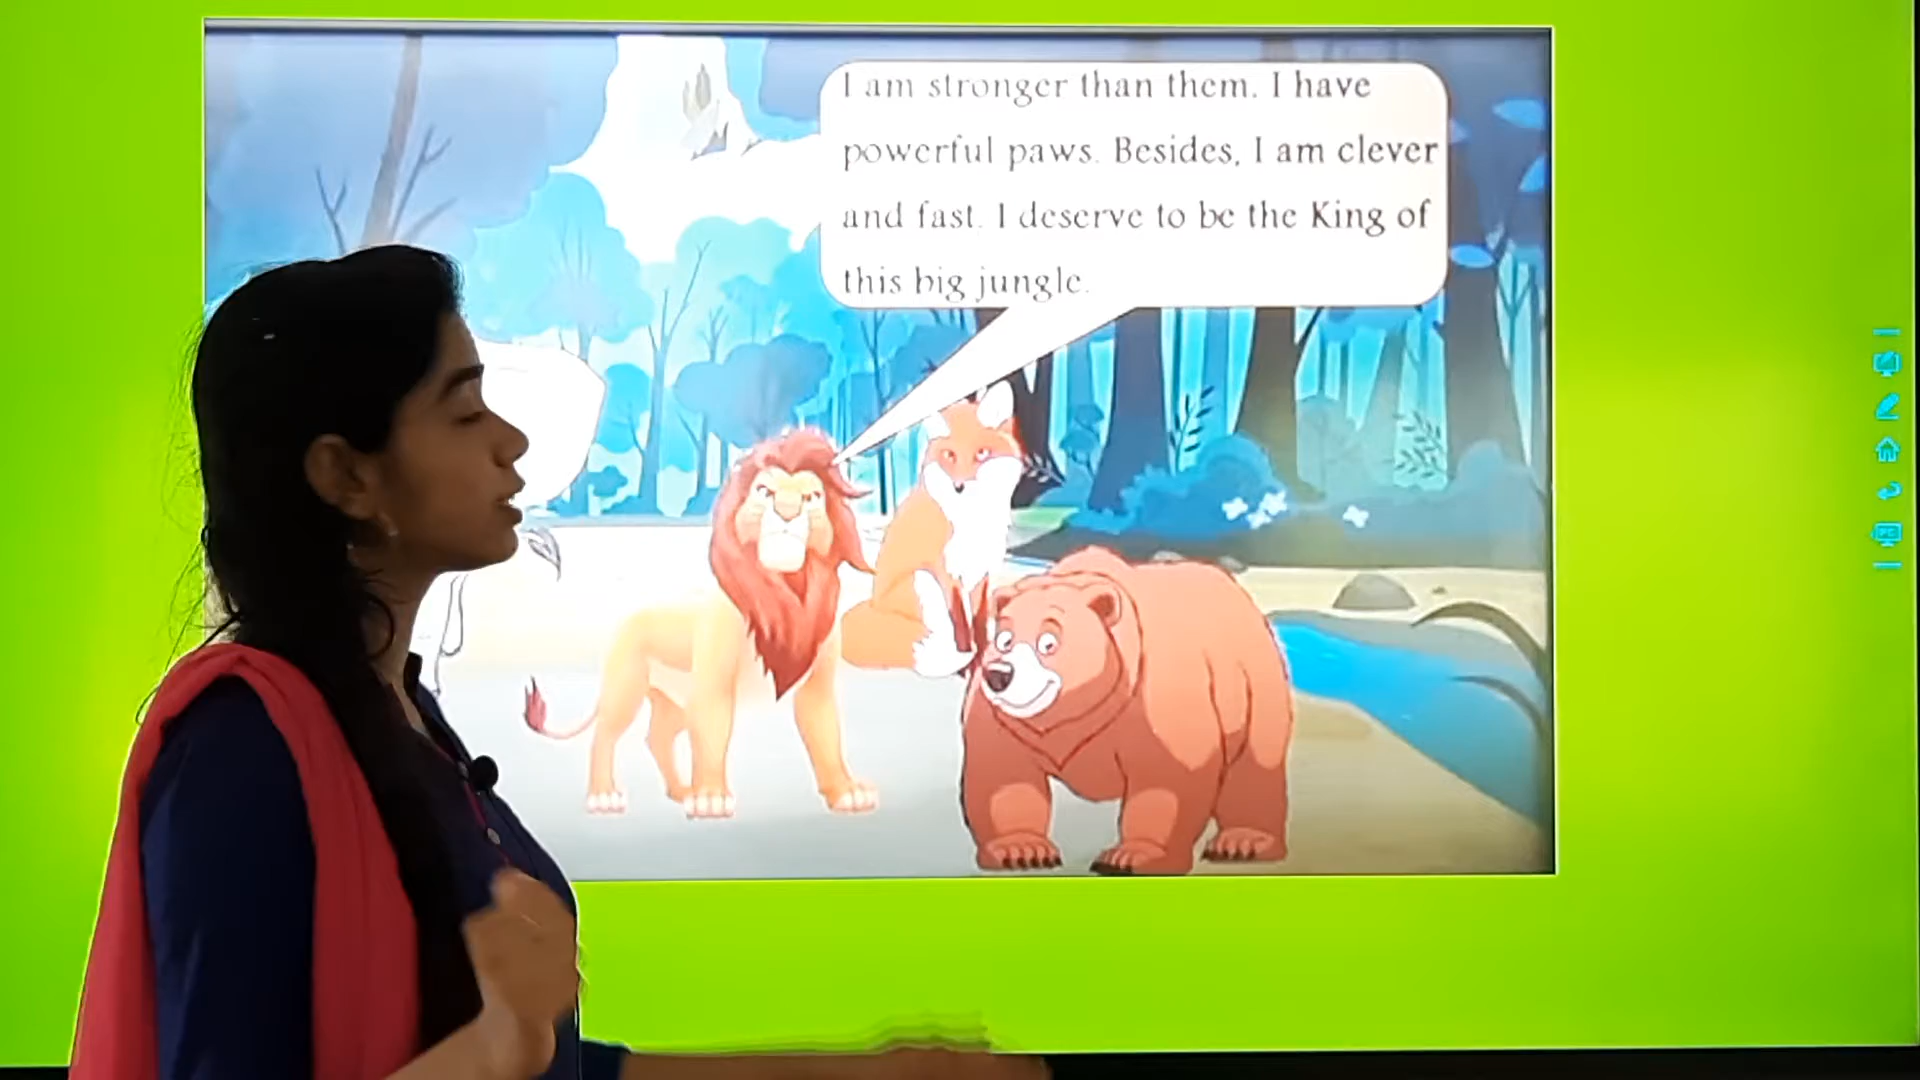 I am stronger than them. I have
powerful paws. Besides, I am clever
and fast. I deserve to be the King of
this big jungle.